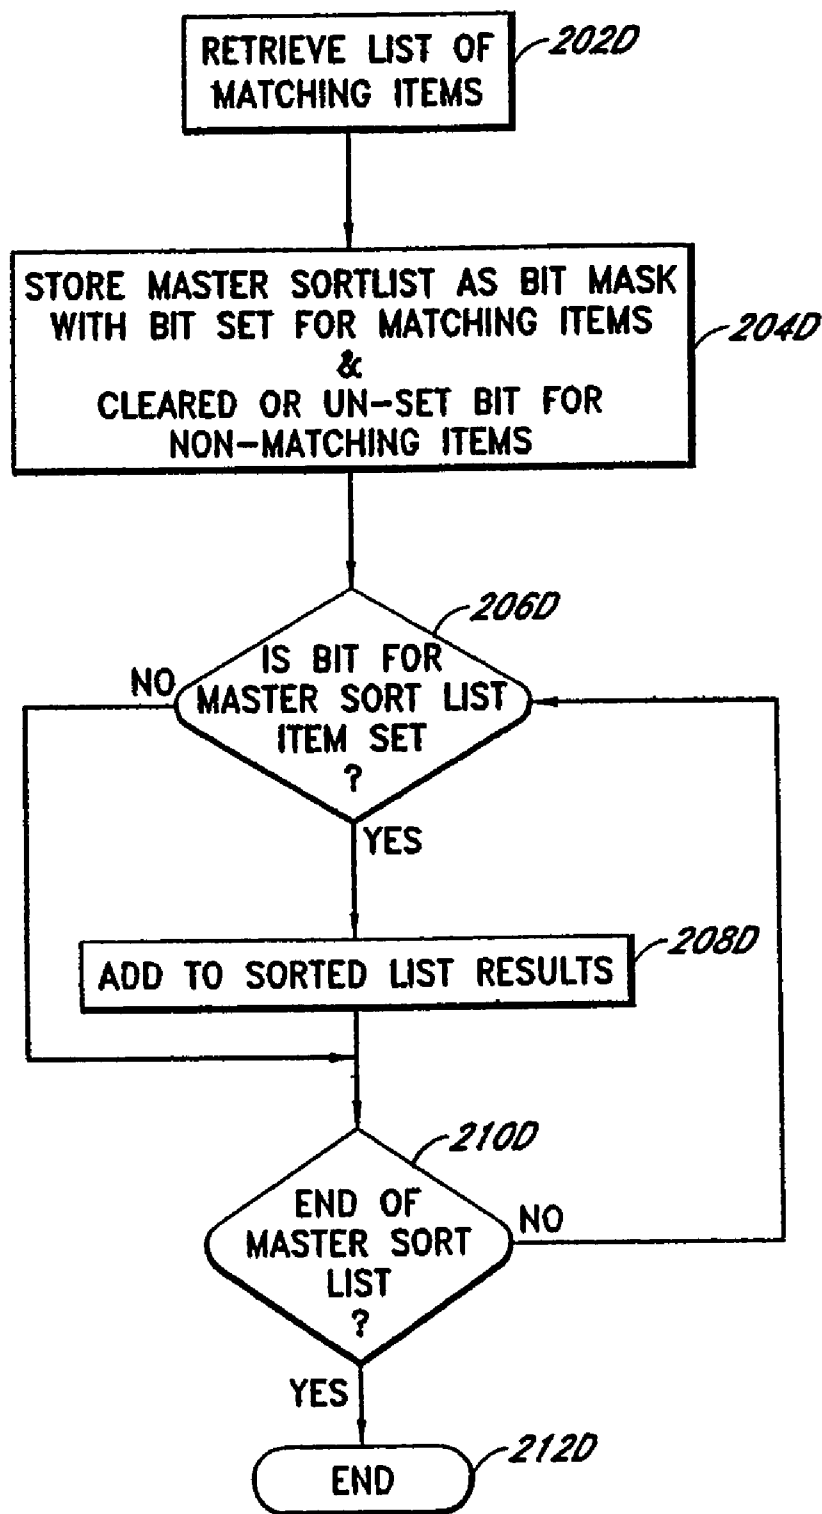 RETRIEVE LIST OF
MATCHING ITEMS
202D
STORE MASTER SORTLIST AS BIT MASK
WITH BIT SET FOR MATCHING ITEMS
&
CLEARED OR UN-SET BIT FOR
NON-MATCHING ITEMS
204D
206D
IS BIT FOR
MASTER SORT LIST
ITEM SET
?
NO
YES
ADD TO SORTED LIST RESULTS
208D
210D
END OF
MASTER SORT
LIST
?
NO
YES
END
212D